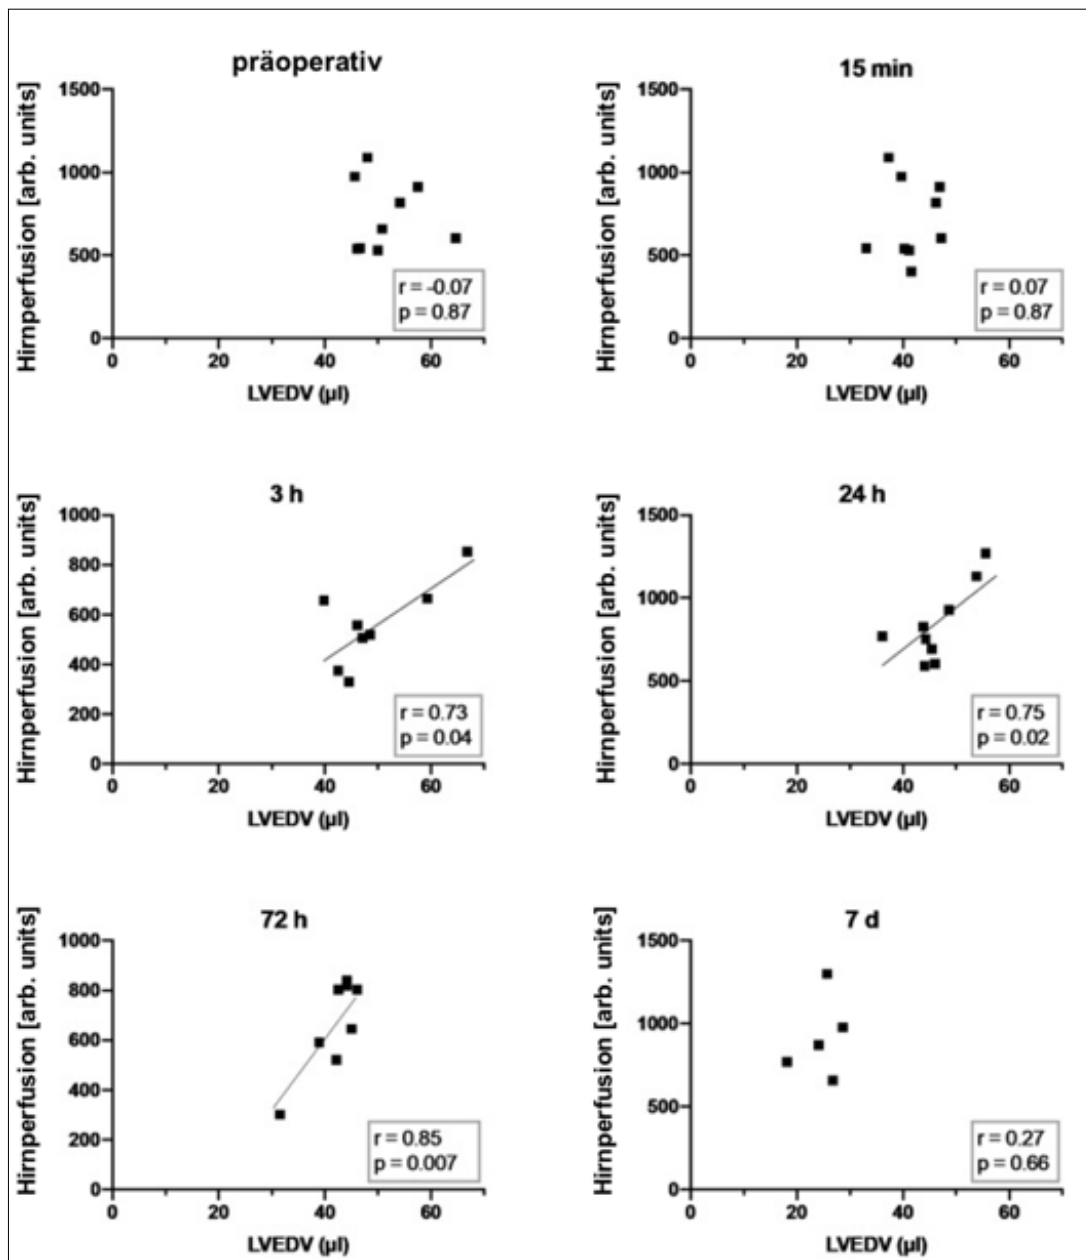 präoperativ
Hirnperfusion [arb. units]
1500
1000
500
0
0 20 40 60
LVEDV (µl)
r = -0.07
p = 0.87
15 min
Hirnperfusion [arb. units]
1500
1000
500
0
0 20 40 60
LVEDV (µl)
r = 0.07
p = 0.87
3 h
Hirnperfusion [arb. units]
1000
800
600
400
200
0
0 20 40 60
LVEDV (µl)
r = 0.73
p = 0.04
24 h
Hirnperfusion [arb. units]
1500
1000
500
0
0 20 40 60
LVEDV (µl)
r = 0.75
p = 0.02
72 h
Hirnperfusion [arb. units]
1000
800
600
400
200
0
0 20 40 60
LVEDV (µl)
r = 0.85
p = 0.007
7 d
Hirnperfusion [arb. units]
1500
1000
500
0
0 20 40 60
LVEDV (µl)
r = 0.27
p = 0.66